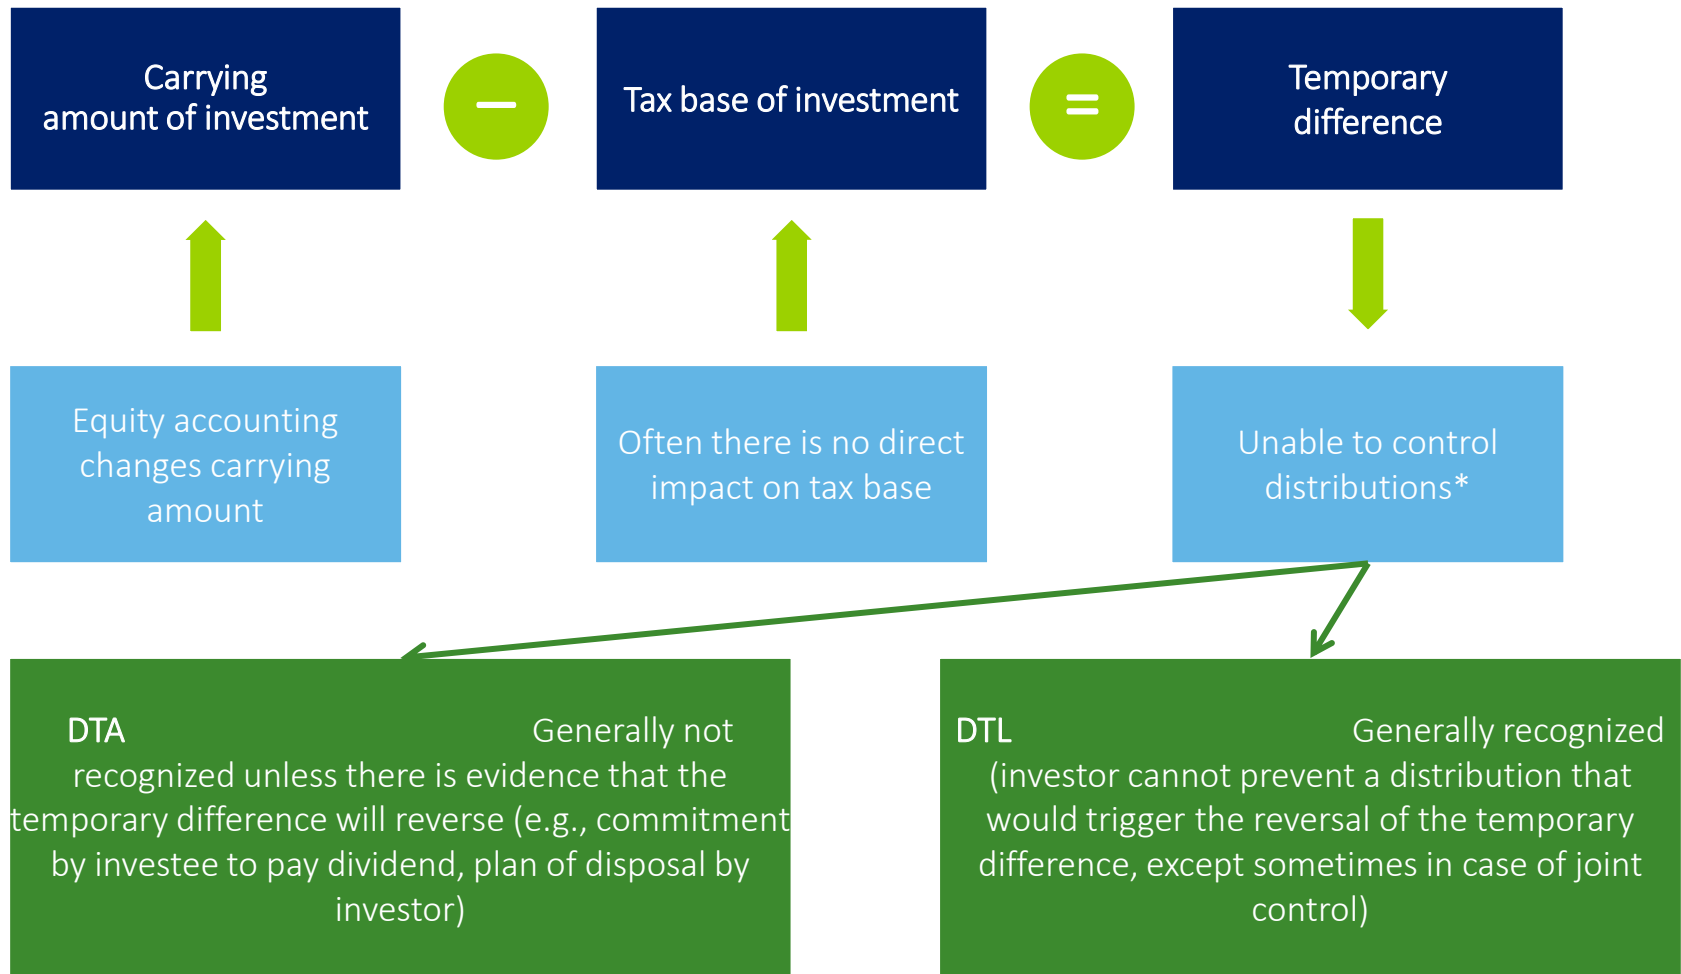 Carrying
amount of investment
–
Tax base of investment
=
Temporary
difference
Equity accounting
changes carrying
amount
Often there is no direct
impact on tax base
Unable to control
distributions*
DTA Generally not
recognized unless there is evidence that the
temporary difference will reverse (e.g., commitment
by investee to pay dividend, plan of disposal by
investor)
DTL Generally recognized
(investor cannot prevent a distribution that
would trigger the reversal of the temporary
difference, except sometimes in case of joint
control)